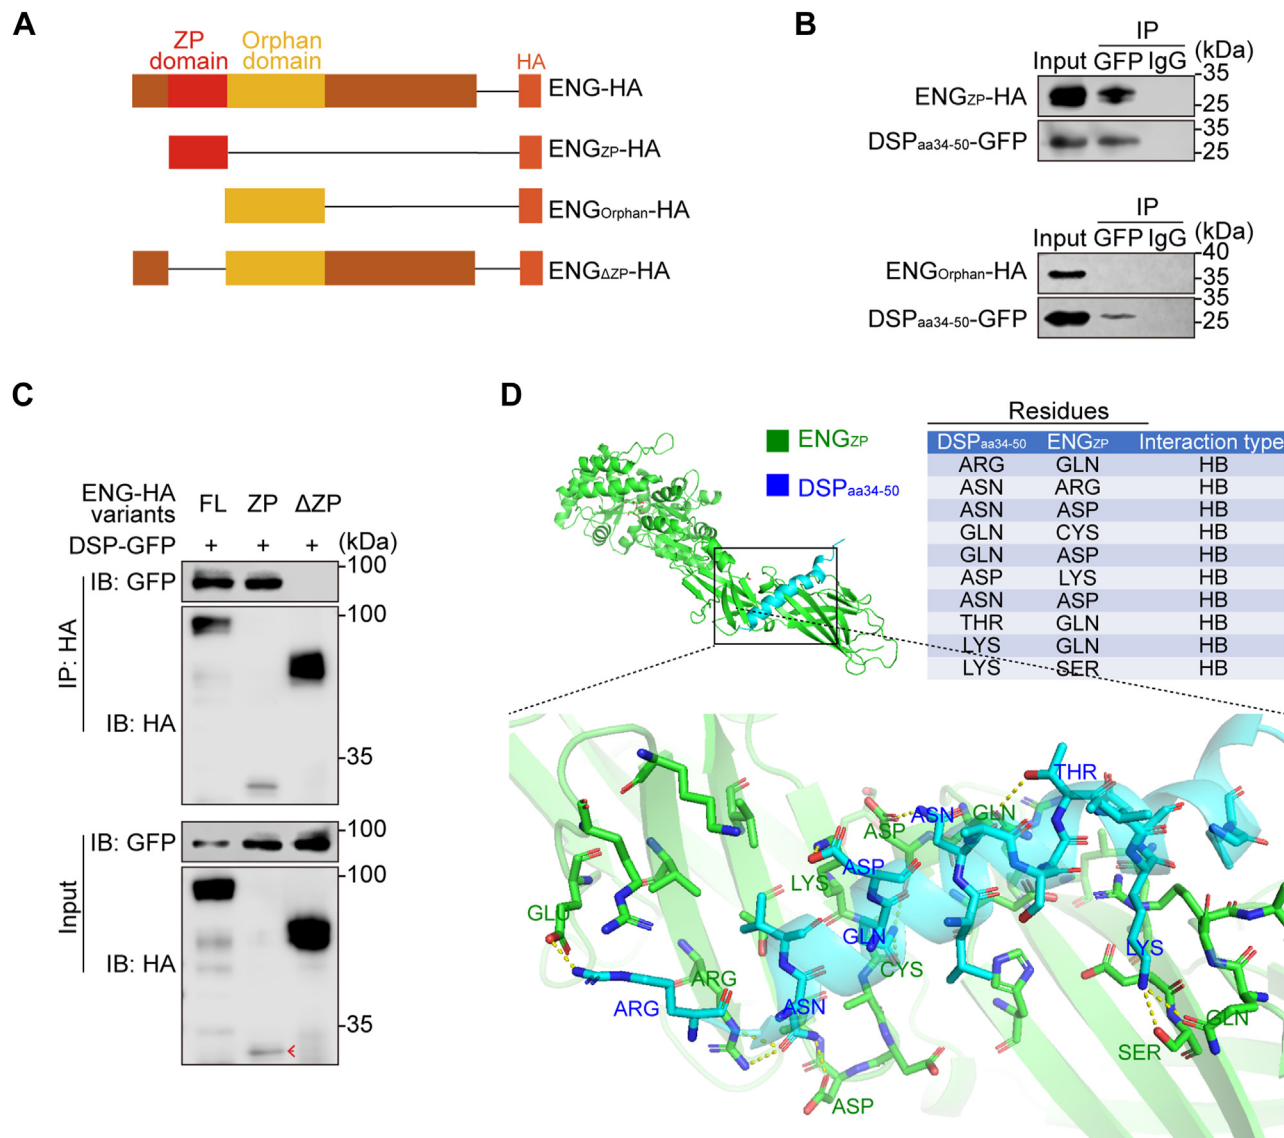 A
ZP
domain
Orphan
domain
HA
ENG-HA
ENGZP-HA
ENGOrphan-HA
ENGΔZP-HA
B
IP
Input GFP IgG (kDa)
-35
ENGZP-HA
-25
-35
DSPaa34-50-GFP
-25
IP
Input GFP IgG (kDa)
-40
ENGOrphan-HA
-35
-35
DSPaa34-50-GFP
-25
C
ENG-HA
variants
FL ZP ΔZP
DSP-GFP + + + (kDa)
-100
IB: GFP
-100
IP: HA
IB: HA
-35
-100
IB: GFP
-100
Input
IB: HA
-35
D
ENGZP
DSPaa34-50
Residues
DSPaa34-50 ENGZP Interaction type
ARG GLN HB
ASN ARG HB
ASN ASP HB
GLN CYS HB
GLN ASP HB
ASP LYS HB
ASN ASP HB
THR GLN HB
LYS GLN HB
LYS SER HB
THR
ASP ASN GLN
ASP
LYS
GLU
GLN
CYS
LYS
ARG
ARG
ASN
GLN
SER
ASP